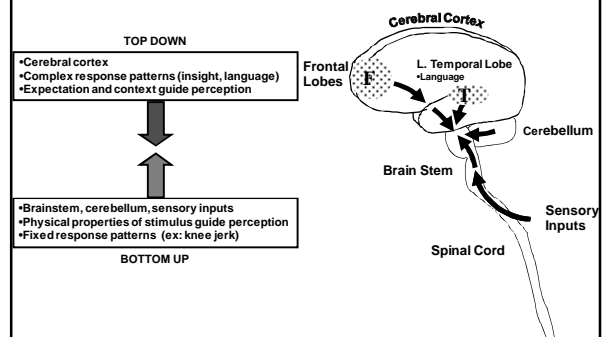 TOP DOWN
•Cerebral cortex
•Complex response patterns (insight, language)
•Expectation and context guide perception
•Brainstem, cerebellum, sensory inputs
•Physical properties of stimulus guide perception
•Fixed response patterns (ex: knee jerk)
BOTTOM UP
Cerebral Cortex
Frontal
Lobes
F
L. Temporal Lobe
•Language
T
Cerebellum
Brain Stem
Sensory
Inputs
Spinal Cord